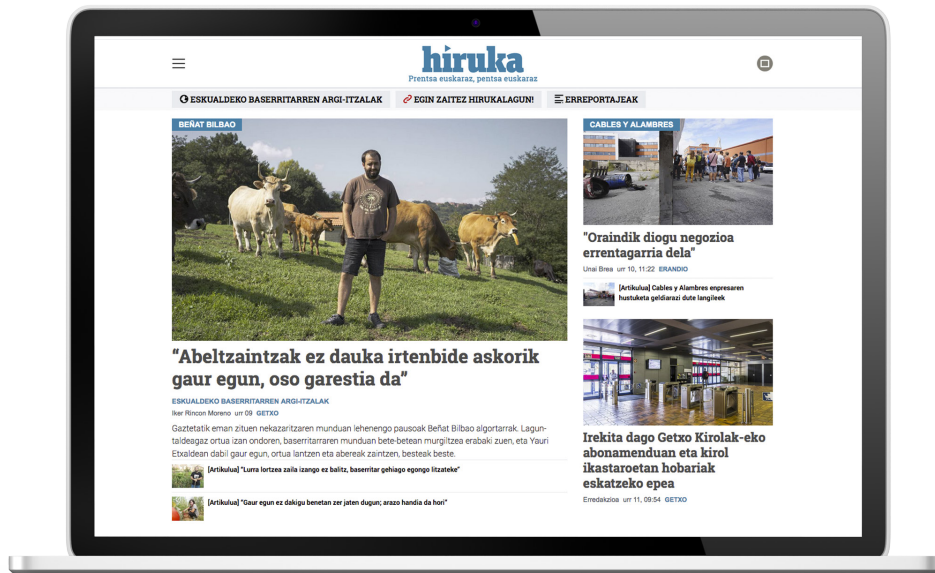 hiruka
Prentsa euskaraz, pentsa euskaraz
ESKUALDEKO BASERRITARREN ARGI-ITZALAK
EGIN ZAITEZ HIRUKALAGUN!
ERREPORTAJEAK
BEÑAT BILBAO
“Abeltzaintzak ez dauka irtenbide askorik
gaur egun, oso garestia da”
ESKUALDEKO BASERRITARREN ARGI-ITZALAK
Iker Rincon Moreno urr 09 GETXO
Gaztetatik eman zituen nekazaritzaren munduan lehenengo pausoak Beñat Bilbao algortarrak. Lagun-
taldeagaz ortua izan ondoren, baserritarraren munduan bete-betean murgiltzea erabaki zuen, eta Yauri
Etxaldean dabil gaur egun, ortua lantzen eta abereak zaintzen, besteak beste.
[Artikulua] "Lurra lortzea zaila izango ez balitz, baserritar gehiago egongo litzateke"
[Artikulua] "Gaur egun ez dakigu benetan zer jaten dugun; arazo handia da hori"
CABLES Y ALAMBRES
"Oraindik diogu negozioa
errentagarria dela"
Unai Brea urr 10, 11:22 ERANDIO
[Artikulua] Cables y Alambres enpresaren
hustuketa geldiarazi dute langileek
Irekita dago Getxo Kirolak-eko
abonamenduan eta kirol
ikastaroetan hobariak
eskatzeko epea
Erredakzioa urr 11, 09:54 GETXO